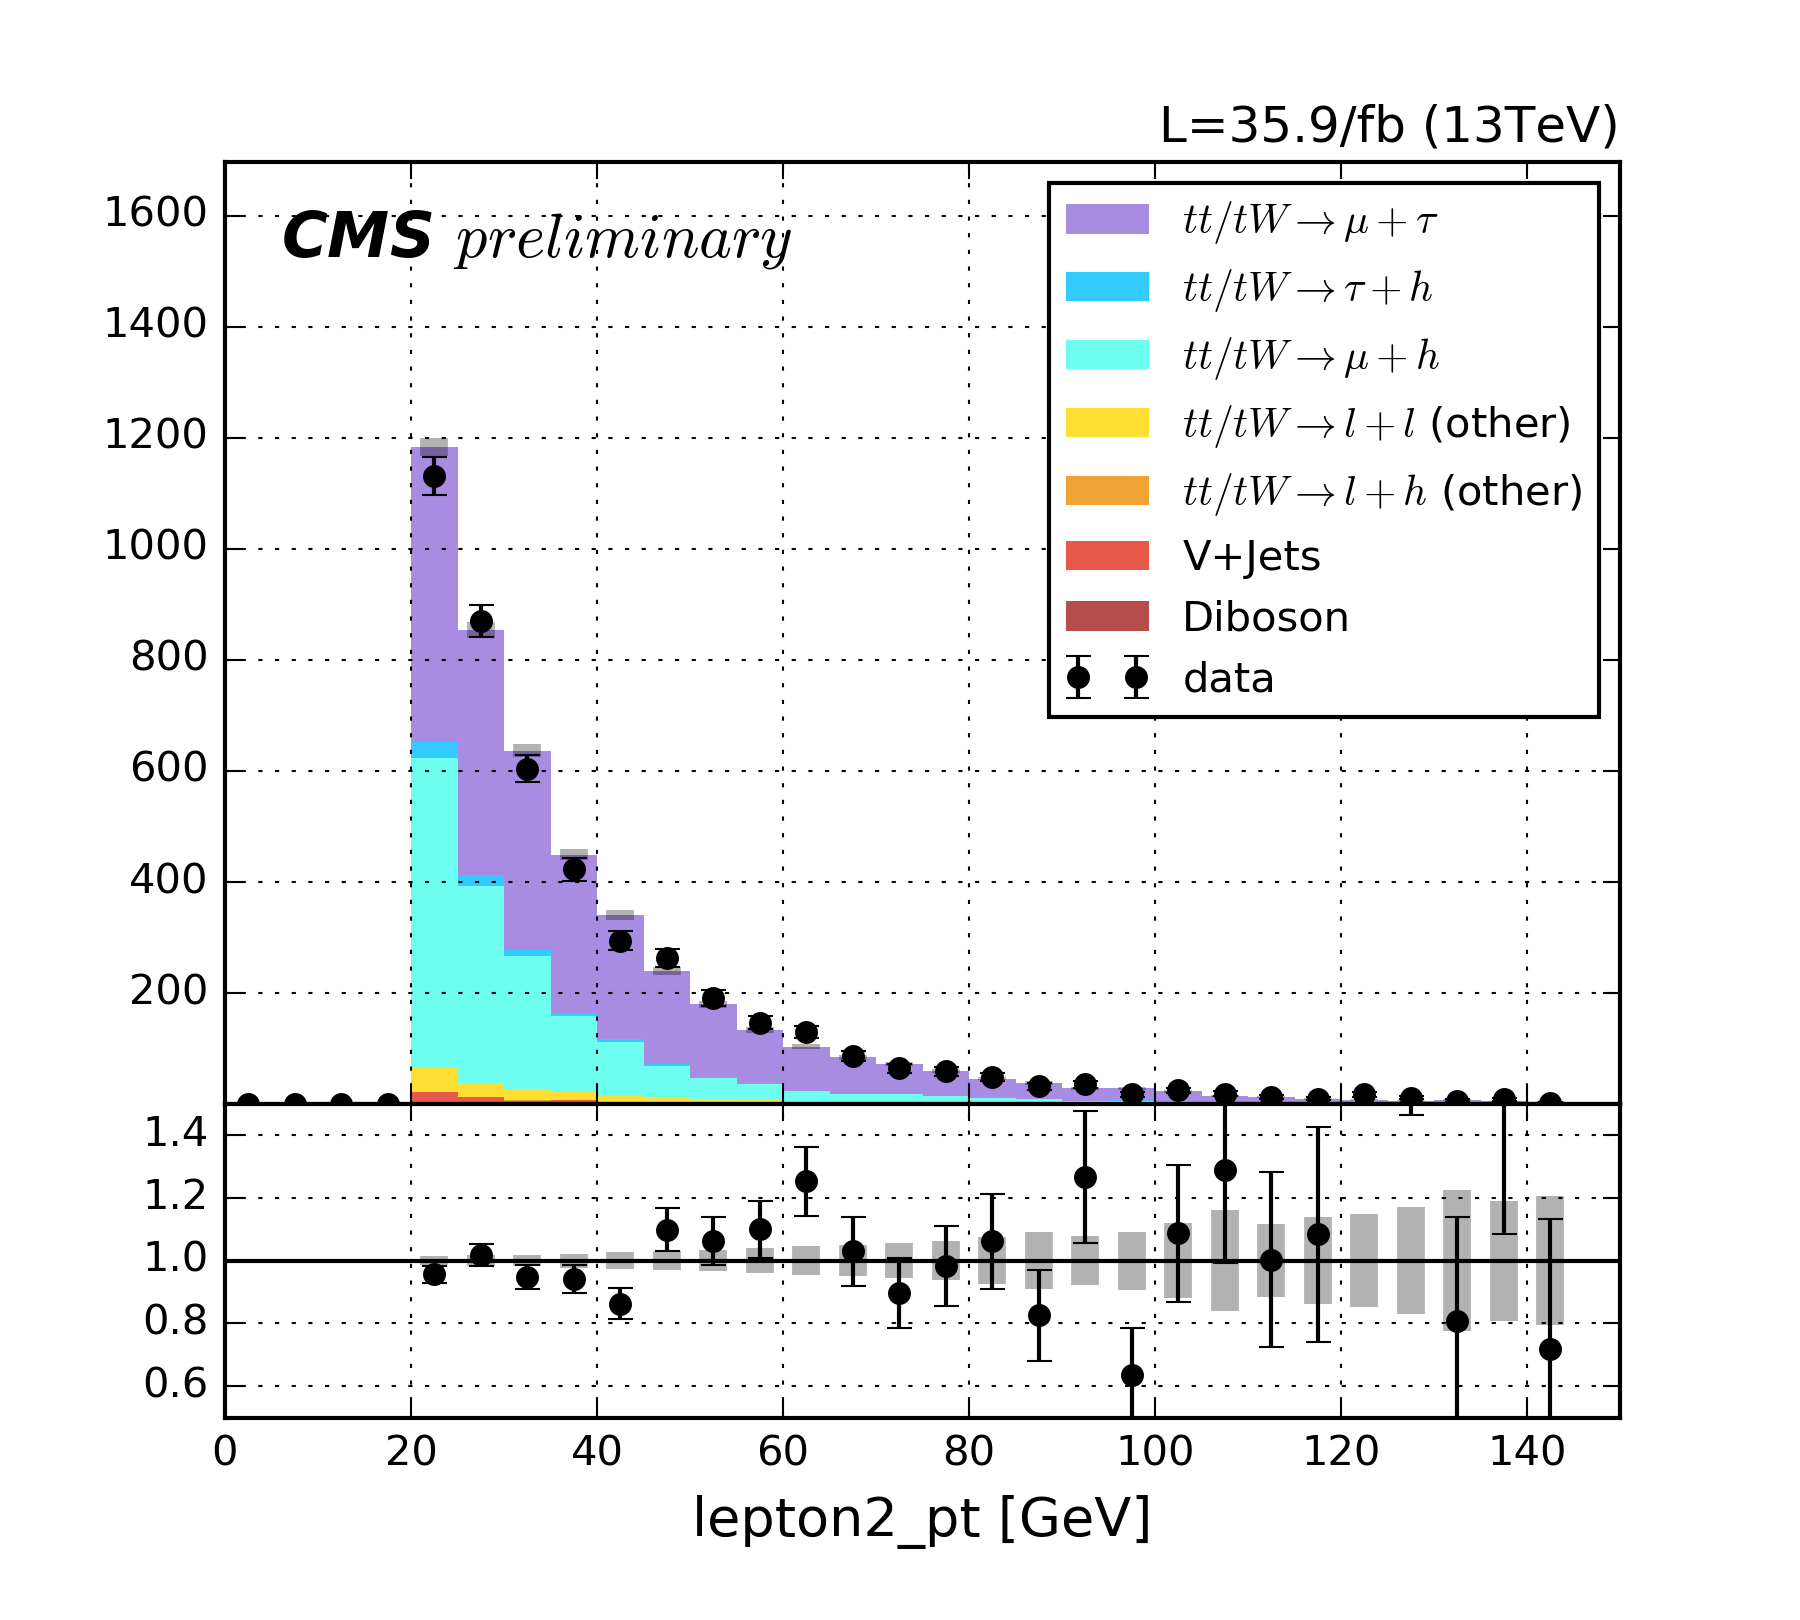 L=35.9/fb (13TeV)
CMS preliminary
1600
1400
1200
1000
800
600
400
200
tt/tW → μ + τ
tt/tW → τ + h
tt/tW → μ + h
tt/tW → l + l (other)
tt/tW → l + h (other)
V+Jets
Diboson
data
1.4
1.2
1.0
0.8
0.6
0 20 40 60 80 100 120 140
lepton2_pt [GeV]